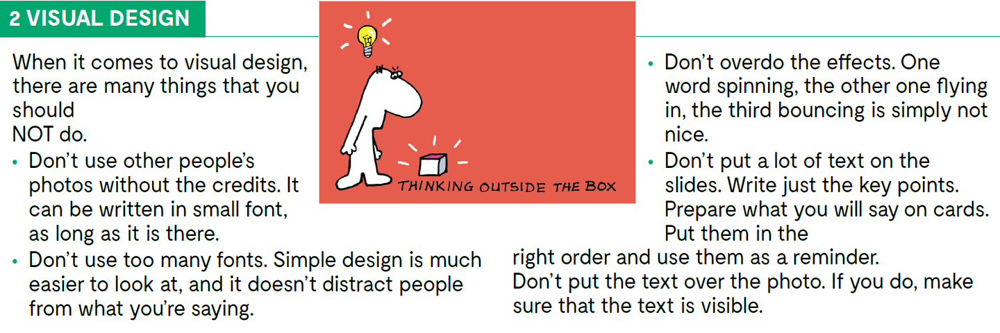 2 VISUAL DESIGN
When it comes to visual design,
there are many things that you
should
NOT do.
• Don't use other people's
photos without the credits. It
can be written in small font,
as long as it is there.
• Don't use too many fonts. Simple design is much
easier to look at, and it doesn't distract people
from what you're saying.
THINKING OUTSIDE THE BOX
• Don't overdo the effects. One
word spinning, the other one flying
in, the third bouncing is simply not
nice.
• Don't put a lot of text on the
slides. Write just the key points.
Prepare what you will say on cards.
Put them in the
right order and use them as a reminder.
Don't put the text over the photo. If you do, make
sure that the text is visible.